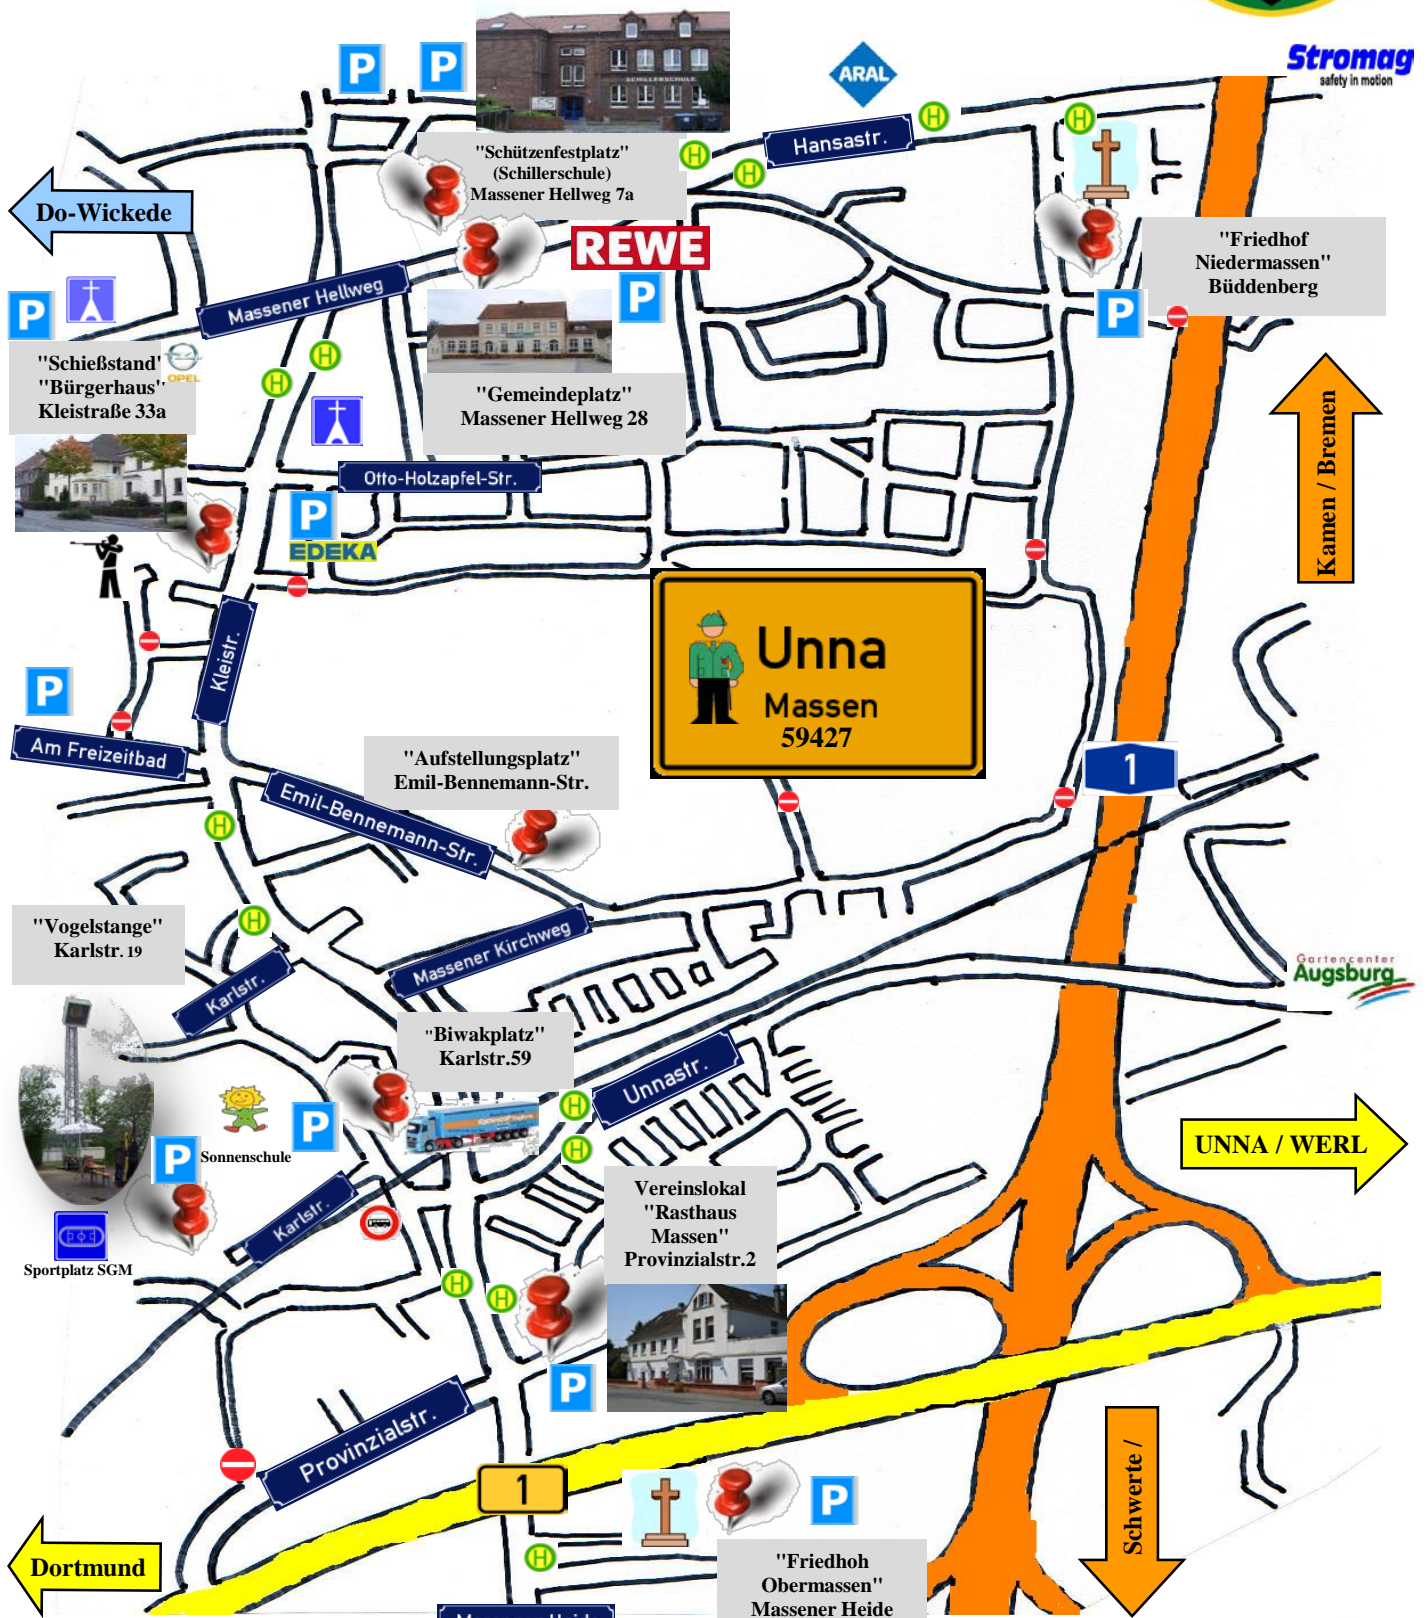 P
P
SCHILLERSCHULE
ARAL
Stromag
safety in motion
H
H
Hansastr.
"Schützenfestplatz"
(Schillerschule)
Massener Hellweg 7a
H
H
Do-Wickede
REWE
"Friedhof
Niedermassen"
Büddenberg
P
P
P
Massener Hellweg
"Schießstand"
"Bürgerhaus"
Kleistraße 33a
OPEL
H
H
"Gemeindeplatz"
Massener Hellweg 28
Kamen / Bremen
Otto-Holzapfel-Str.
P
EDEKA
Unna
Massen
59427
Kleistr.
P
Am Freizeitbad
"Aufstellungsplatz"
Emil-Bennemann-Str.
1
Emil-Bennemann-Str.
H
"Vogelstange"
Karlstr. 19
H
Massener Kirchweg
Karlstr.
Gartencenter
Augsburg
"Biwakplatz"
Karlstr.59
Unnastr.
H
P
H
UNNA / WERL
P
Sonnenschule
Karlstr.
Vereinslokal
"Rasthaus
Massen"
Provinzialstr.2
Sportplatz SGM
H
H
P
Provinzialstr.
1
P
Schwerte /
H
Dortmund
"Friedhoh
Obermassen"
Massener Heide